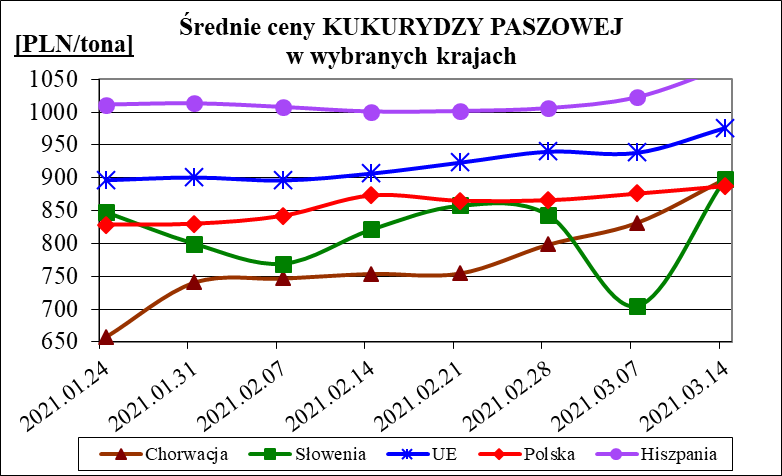 Średnie ceny KUKURYDZY PASZOWEJ
w wybranych krajach
[PLN/tona]
1050
1000
950
900
850
800
750
700
650
2021.01.24
2021.01.31
2021.02.07
2021.02.14
2021.02.21
2021.02.28
2021.03.07
2021.03.14
Chorwacja
Słowenia
UE
Polska
Hiszpania